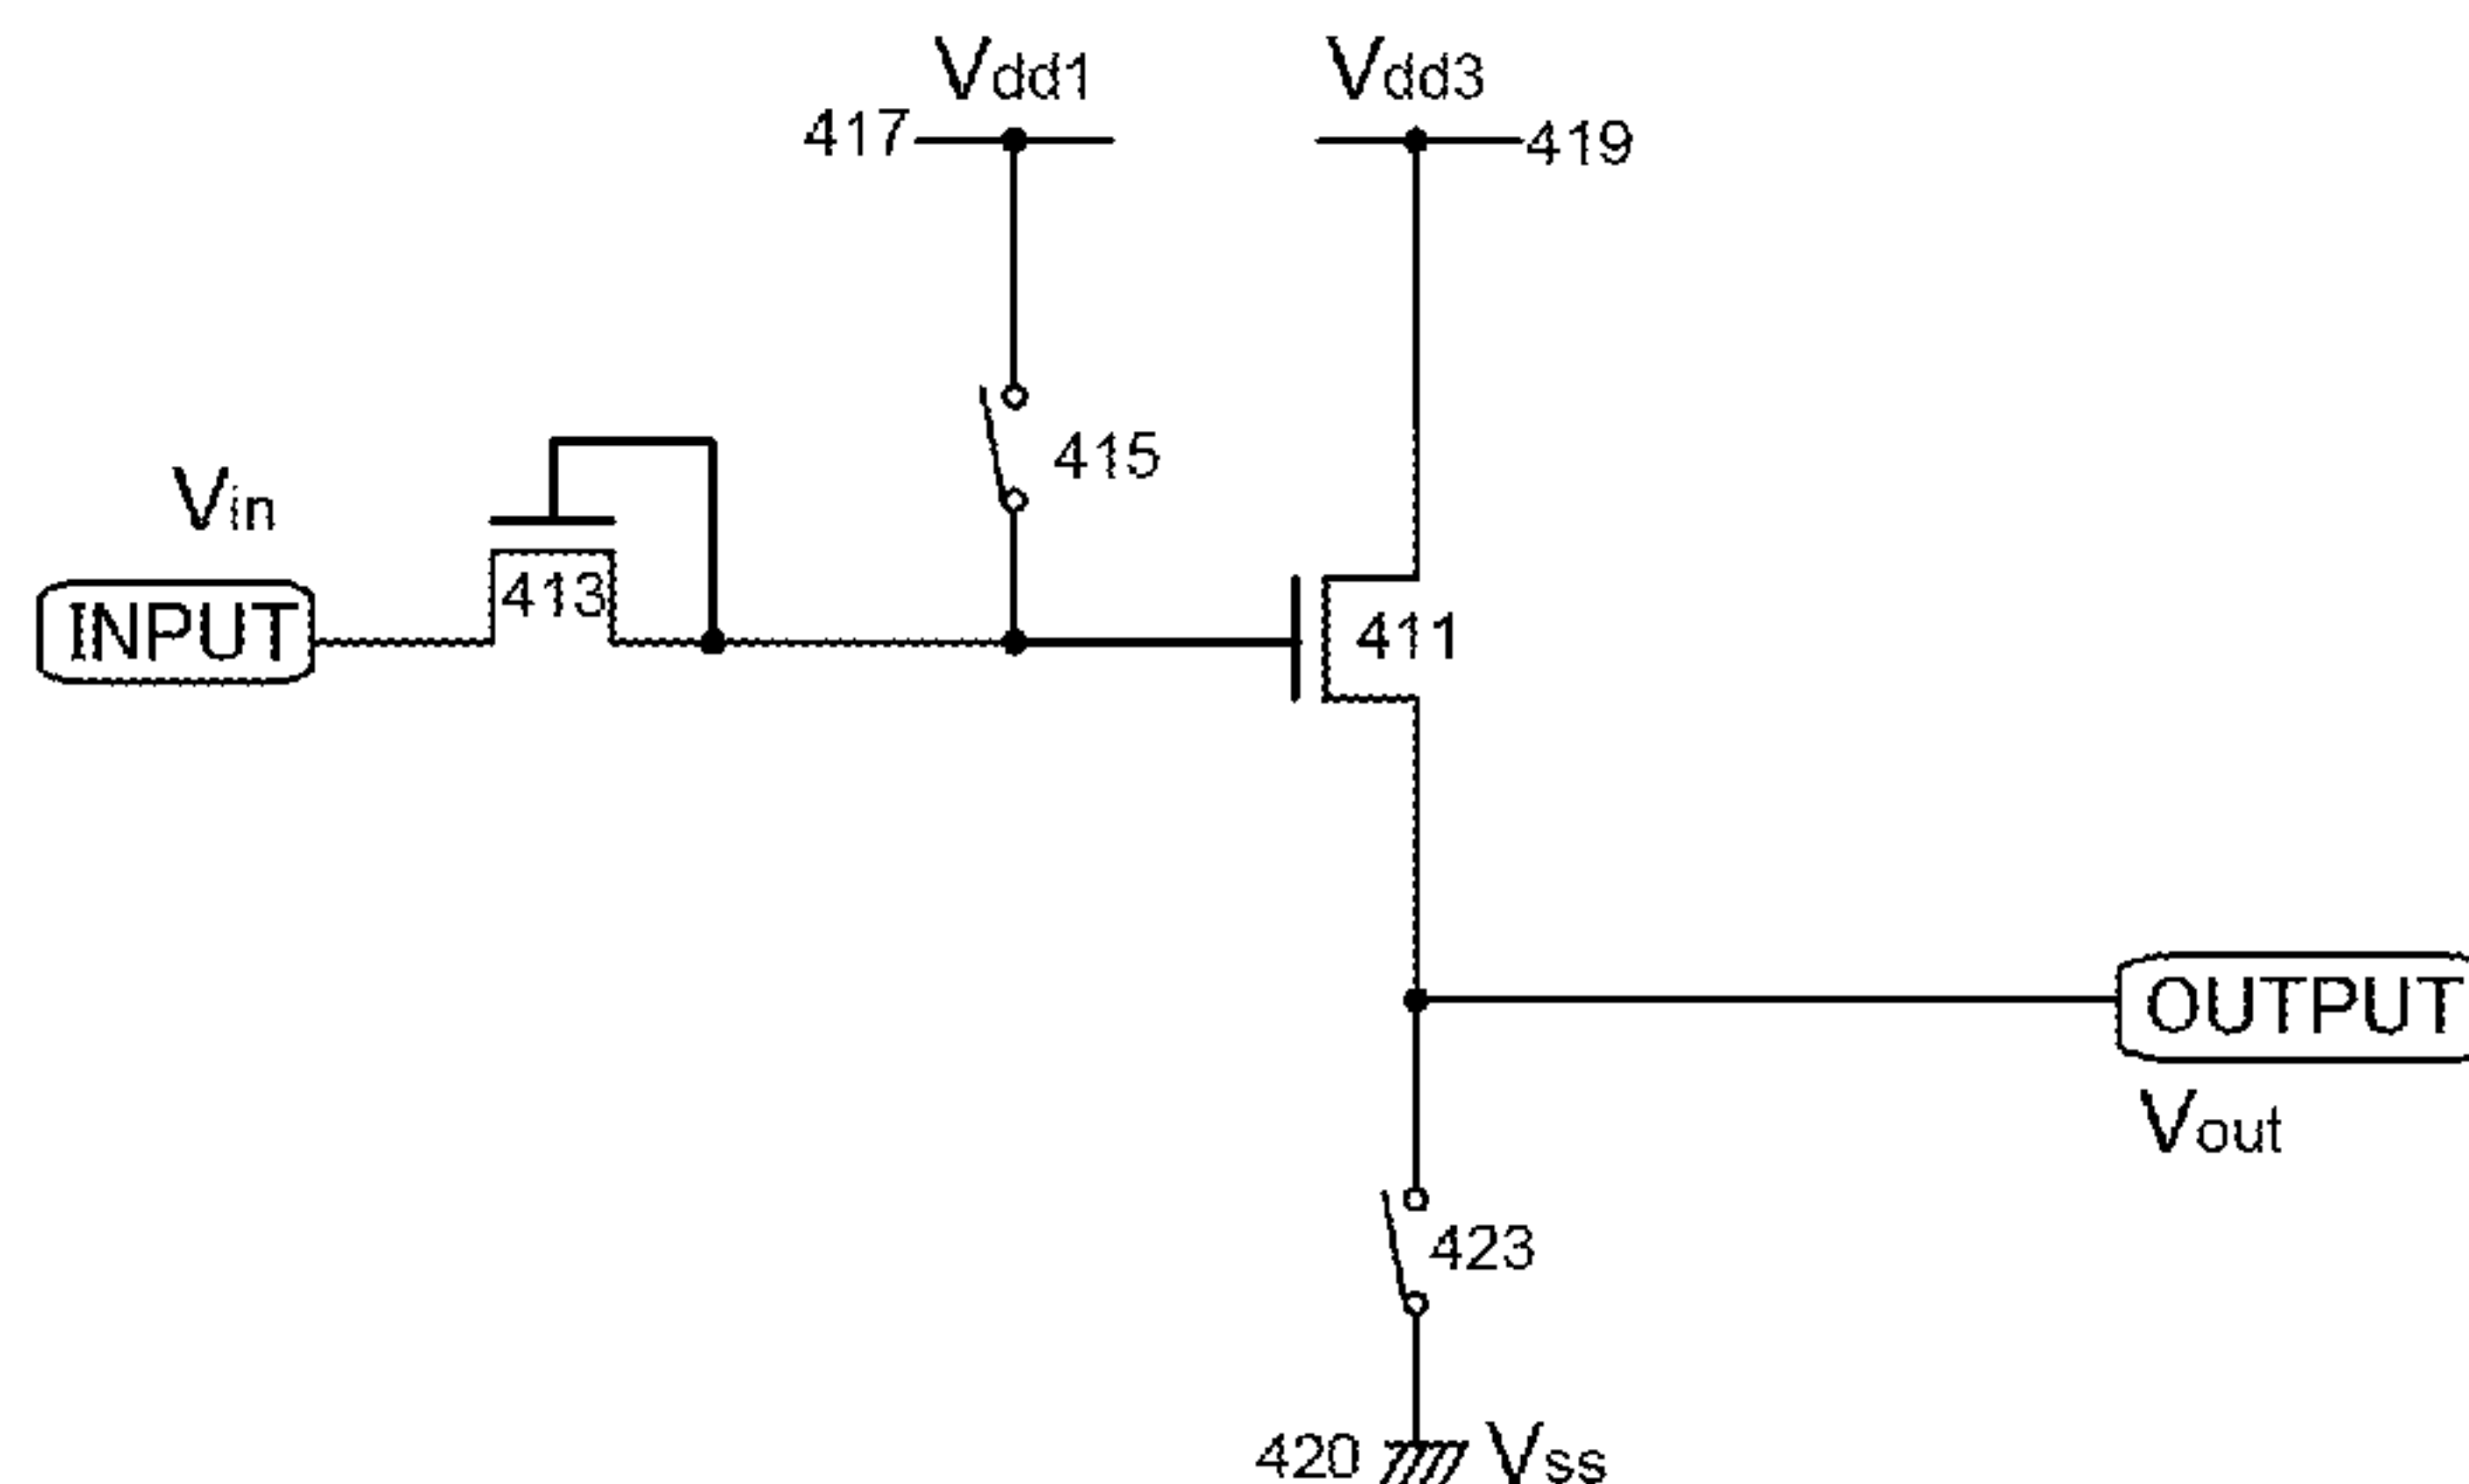 Vdd1
Vdd3
417
419
415
Vin
413
INPUT
411
OUTPUT
Vout
423
420
Vss